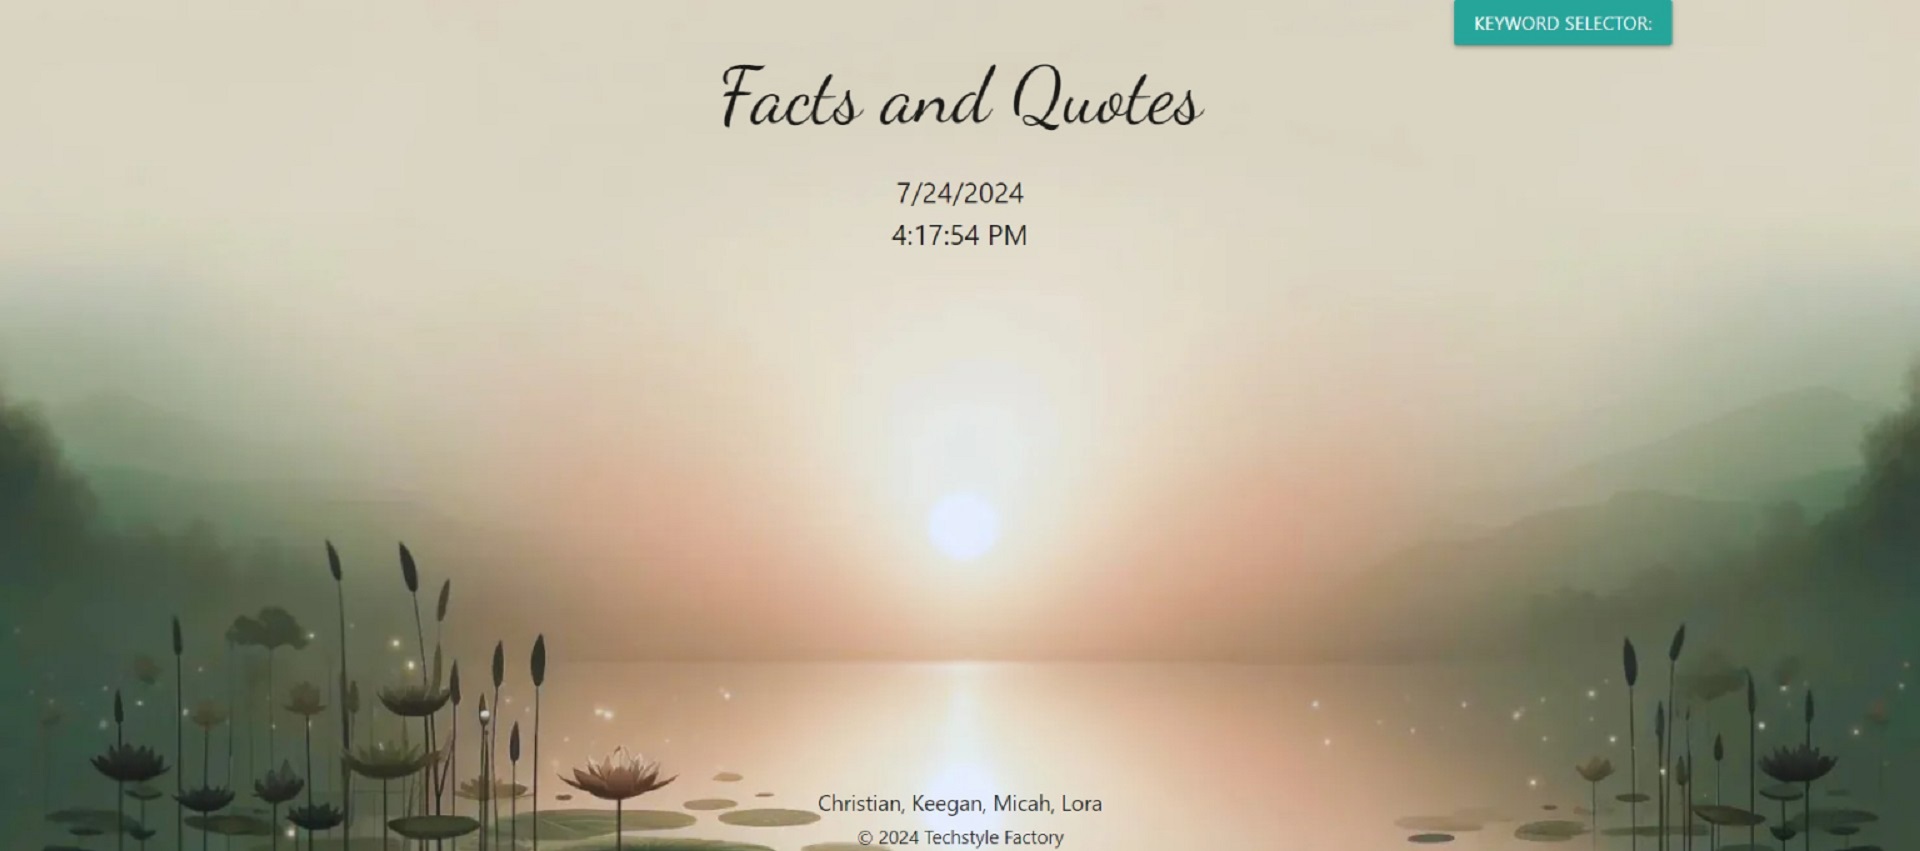 KEYWORD SELECTOR:
Facts and Quotes
7/24/2024
4:17:54 PM
Christian, Keegan, Micah, Lora
© 2024 Techstyle Factory